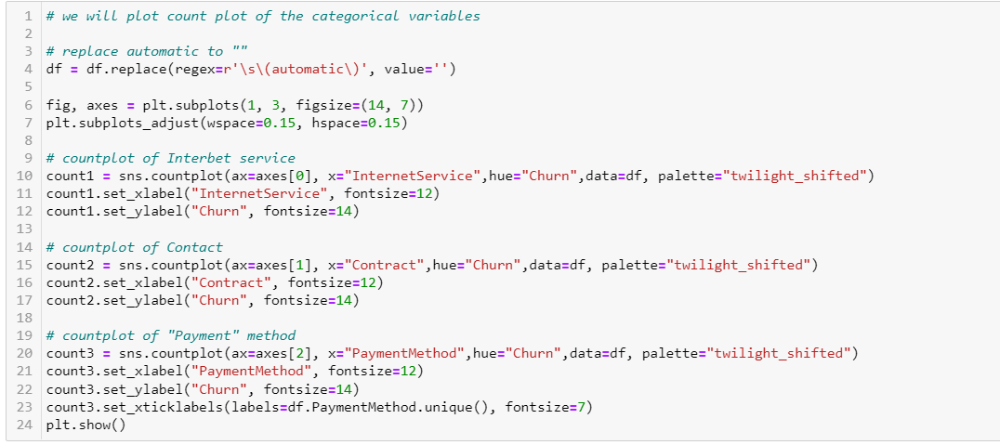 1 # we will plot count plot of the categorical variables
2
3 # replace automatic to ""
4 df = df.replace(regex=r'\s\(automatic\)', value='')
5
6 fig, axes = plt.subplots(1, 3, figsize=(14, 7))
7 plt.subplots_adjust(wspace=0.15, hspace=0.15)
8
9 # countplot of Interbet service
10 count1 = sns.countplot(ax=axes[0], x="InternetService",hue="Churn",data=df, palette="twilight_shifted")
11 count1.set_xlabel("InternetService", fontsize=12)
12 count1.set_ylabel("Churn", fontsize=14)
13
14 # countplot of Contact
15 count2 = sns.countplot(ax=axes[1], x="Contract",hue="Churn",data=df, palette="twilight_shifted")
16 count2.set_xlabel("Contract", fontsize=12)
17 count2.set_ylabel("Churn", fontsize=14)
18
19 # countplot of "Payment" method
20 count3 = sns.countplot(ax=axes[2], x="PaymentMethod",hue="Churn",data=df, palette="twilight_shifted")
21 count3.set_xlabel("PaymentMethod", fontsize=12)
22 count3.set_ylabel("Churn", fontsize=14)
23 count3.set_xticklabels(labels=df.PaymentMethod.unique(), fontsize=7)
24 plt.show()